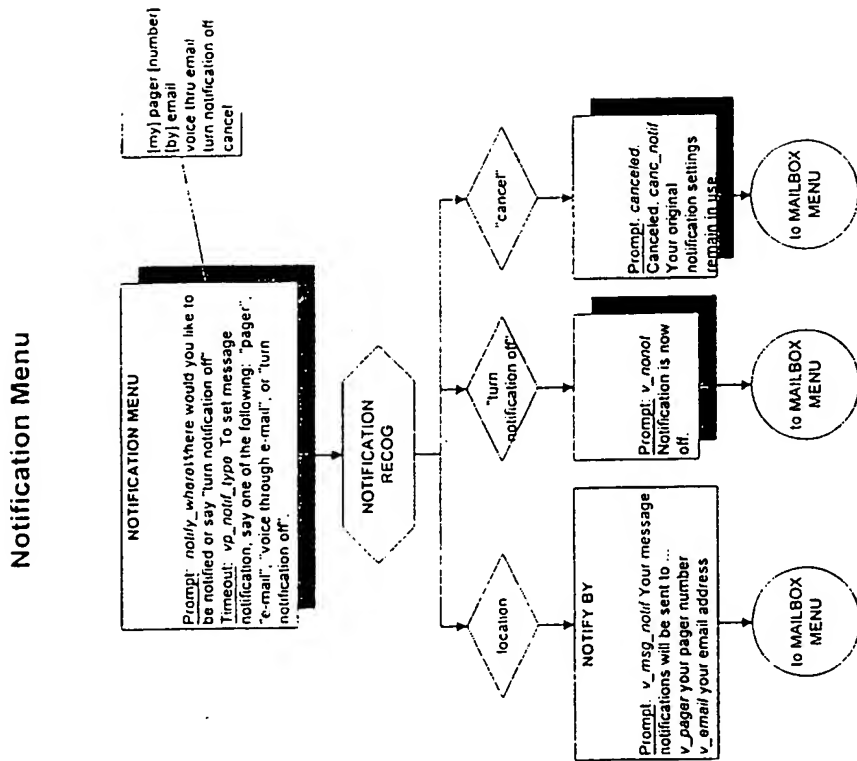 Notification Menu
[my] pager [number]
[by] email
voice thru email
turn notification off
cancel
NOTIFICATION MENU
Prompt: notify_where Where would you like to
be notified or say "turn notification off"
Timeout: vp_notif_type To set message
notification, say one of the following: "pager",
"e-mail", "voice through e-mail", or "turn
notification off".
NOTIFICATION
RECOG
location
"turn
notification off"
"cancel"
NOTIFY BY
Prompt. v_msg_notif Your message
notifications will be sent to ...
v_pager your pager number
v_email your email address
Prompt: v_nonot
Notification is now
off.
Prompt. canceled.
Canceled. canc_notif
Your original
notification settings
remain in use.
to MAILBOX
MENU
to MAILBOX
MENU
to MAILBOX
MENU